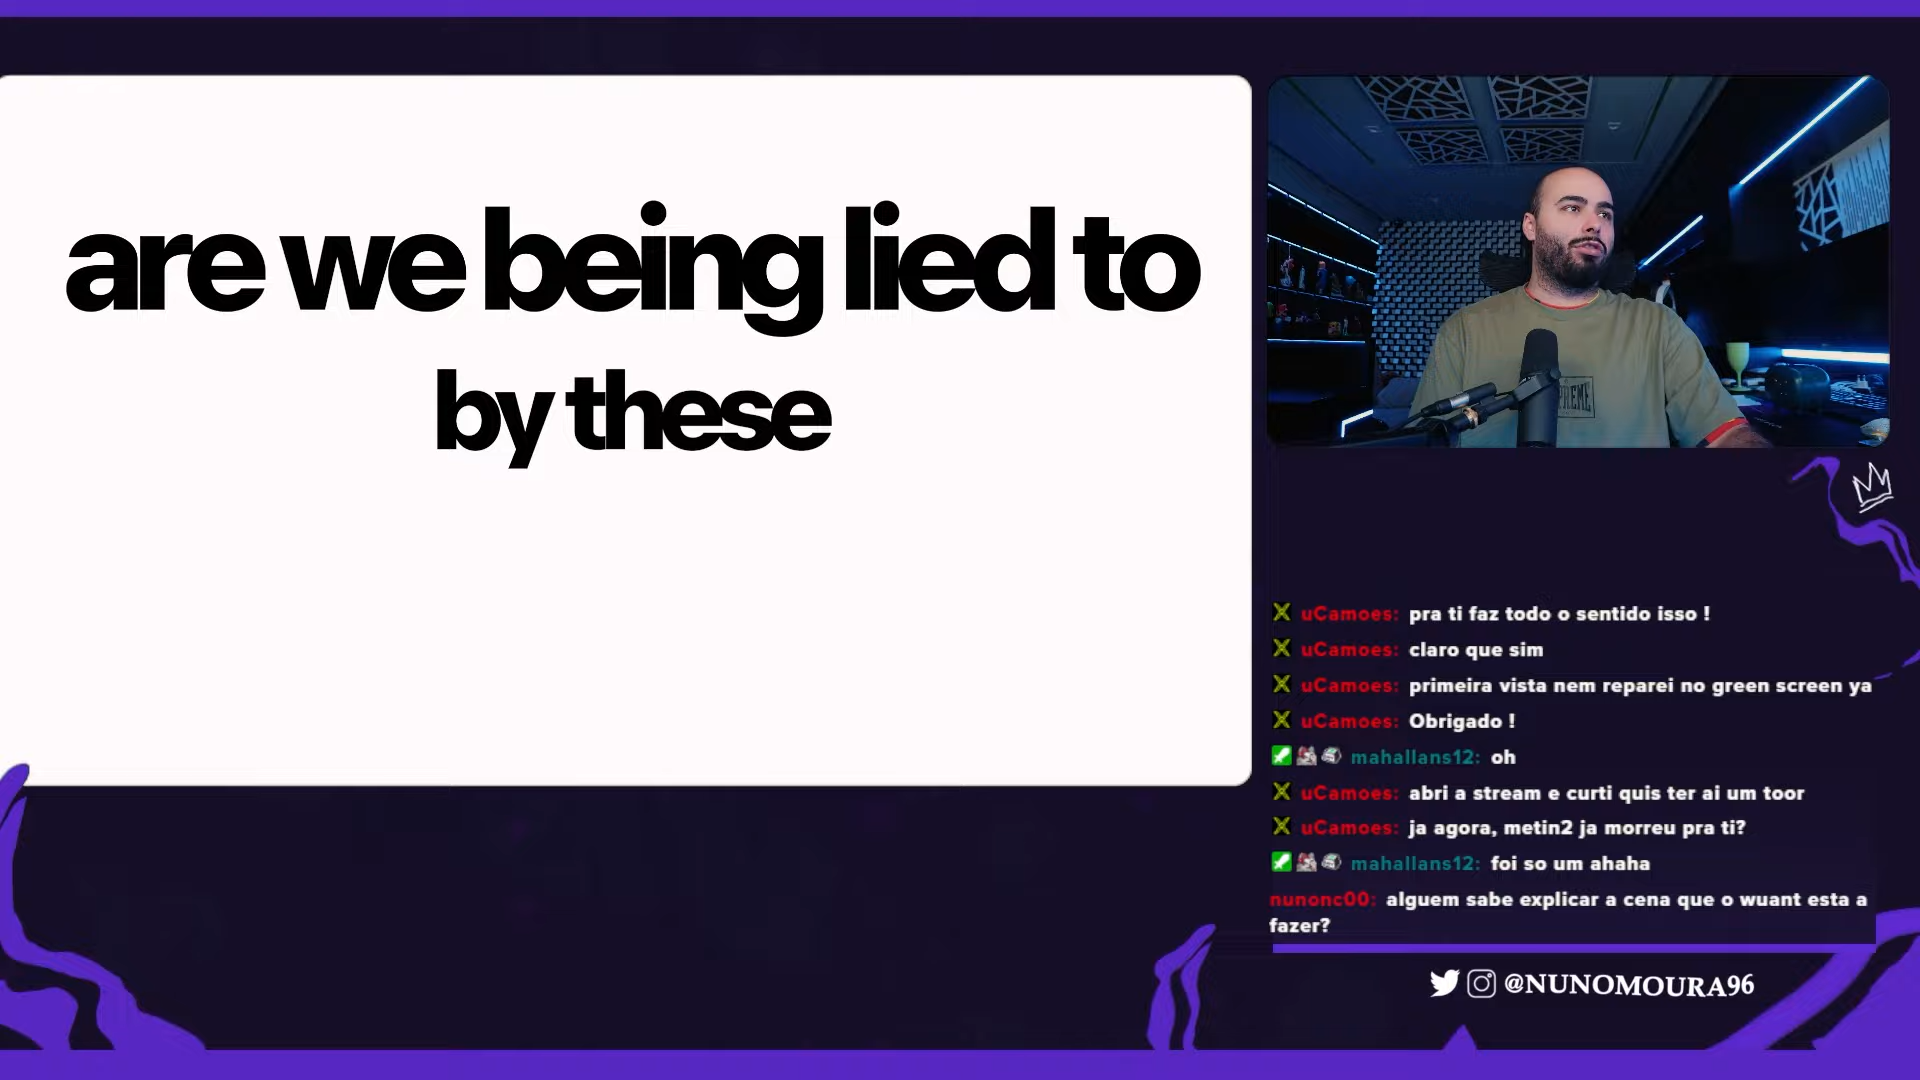 are we being lied to
by these
PREME
uCamoes: pra ti faz todo o sentido isso !
uCamoes: claro que sim
uCamoes: primeira vista nem reparei no green screen ya
uCamoes: Obrigado !
mahallans12: oh
uCamoes: abri a stream e curti quis ter ai um toor
uCamoes: ja agora, metin2 ja morreu pra ti?
mahallans12: foi so um ahaha
nunonc00: alguem sabe explicar a cena que o wuant esta a
fazer?
@NUNOMOURA96